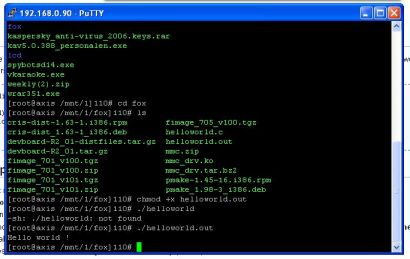 192.168.0.90 - PuTTY
fox
kaspersky_anti-virus_2006.keys.rar
kav5.0.388_personalen.exe
lcd
spybotsd14.exe
vkaraoke.exe
weekly(2).zip
wrar351.exe
[root@axis /mnt/1]110# cd fox
[root@axis /mnt/1/fox]110# ls
cris-dist_1.63-1_i386.rpm fimage_705_v100.tgz
cris-dist_1.63-1_i386.deb helloworld.c
devboard-R2_01-distfiles.tar.gz helloworld.out
devboard-R2_01.tar.gz mmc.zip
fimage_701_v100.tgz mmc_drv.ko
fimage_701_v101.zip mmc_drv.tar.bz2
fimage_701_v101.tgz pmake-1.45-16.i386.rpm
fimage_701_v101.zip pmake_1.98-3_i386.deb
[root@axis /mnt/1/fox]110# chmod +x helloworld.out
[root@axis /mnt/1/fox]110# ./helloworld
-sh: ./helloworld: not found
[root@axis /mnt/1/fox]110# ./helloworld.out
Hello world !
[root@axis /mnt/1/fox]110#